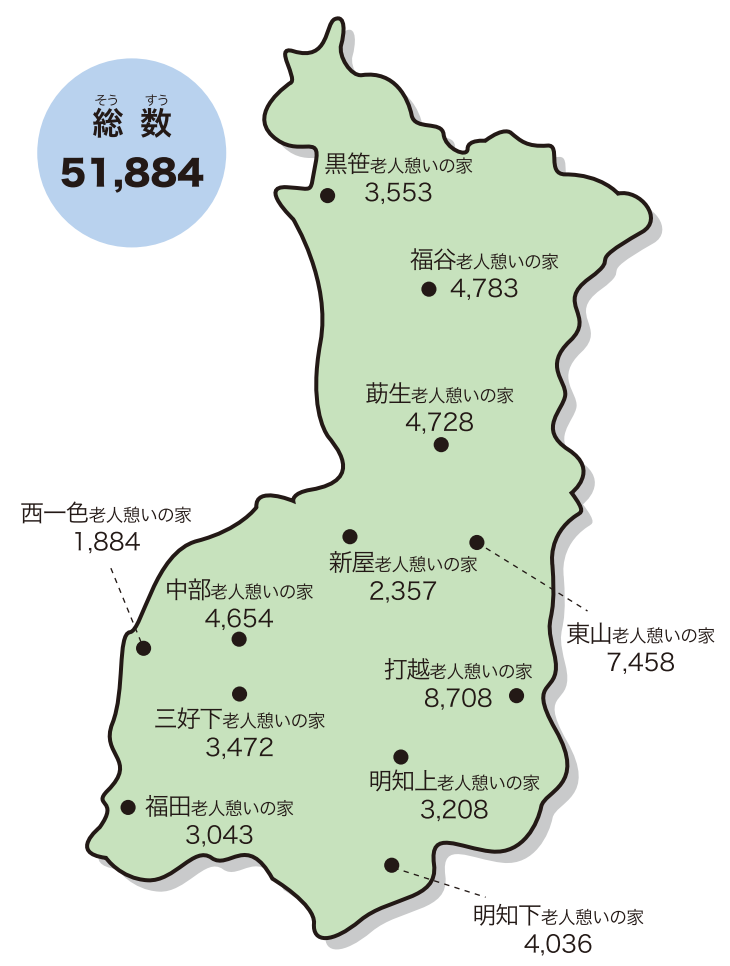 そう すう
総数
51,884
黒笹老人憩いの家
3,553
福谷老人憩いの家
4,783
莇生老人憩いの家
4,728
西一色老人憩いの家
1,884
新屋老人憩いの家
2,357
中部老人憩いの家
4,654
東山老人憩いの家
7,458
打越老人憩いの家
8,708
三好下老人憩いの家
3,472
明知上老人憩いの家
3,208
福田老人憩いの家
3,043
明知下老人憩いの家
4,036